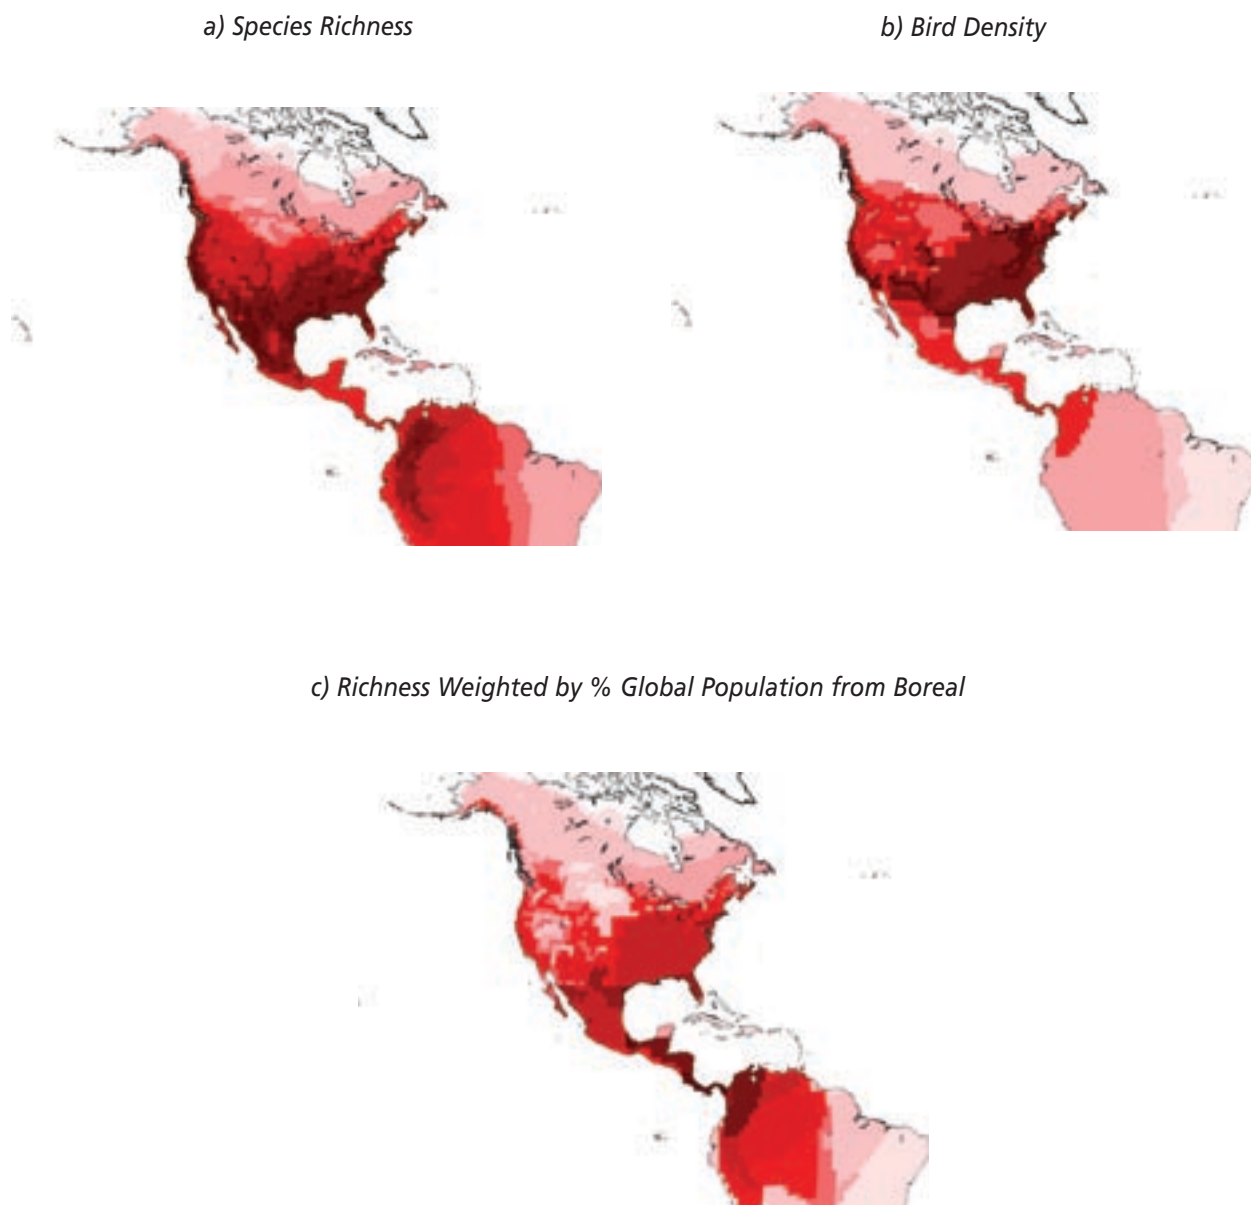 a) Species Richness
b) Bird Density
c) Richness Weighted by % Global Population from Boreal